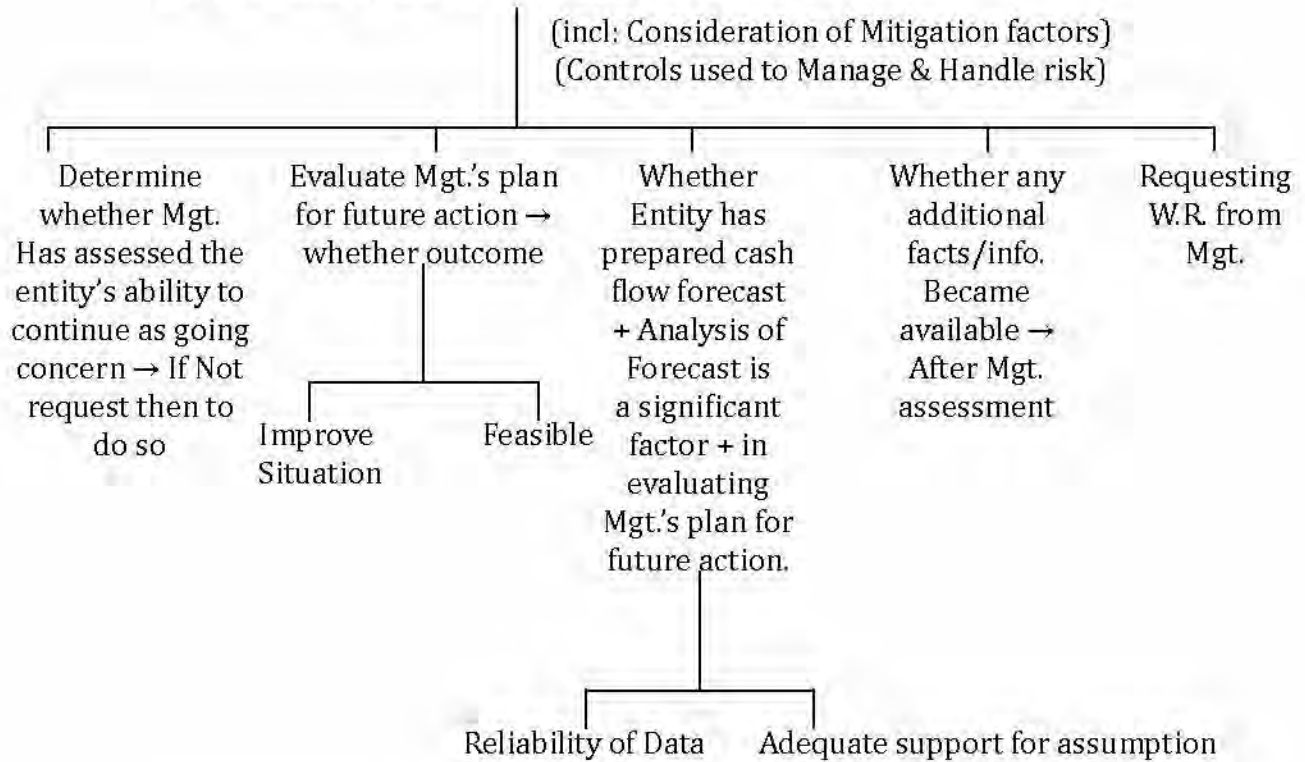 (incl: Consideration of Mitigation factors)
(Controls used to Manage & Handle risk)
Determine
whether Mgt.
Has assessed the
entity's ability to
continue as going
concern → If Not
request then to
do so
Evaluate Mgt.'s plan
for future action →
whether outcome
Improve
Situation
Feasible
Whether
Entity has
prepared cash
flow forecast
+ Analysis of
Forecast is
a significant
factor + in
evaluating
Mgt.'s plan for
future action.
Reliability of Data
Adequate support for assumption
Whether any
additional
facts/info.
Became
available →
After Mgt.
assessment
Requesting
W.R. from
Mgt.